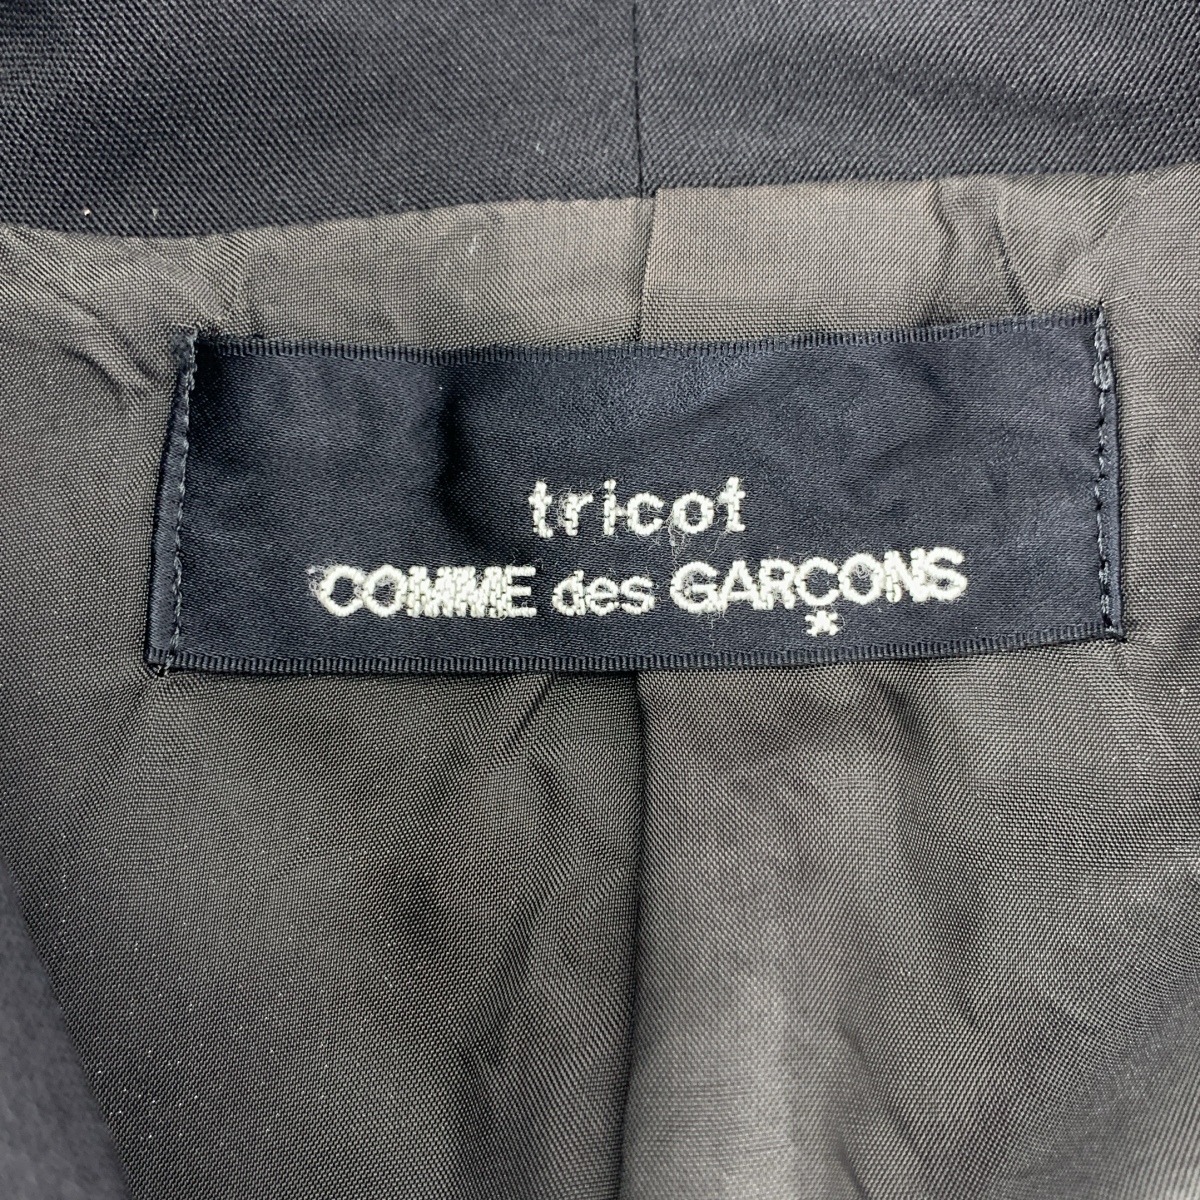 tricot
COMME des GARÇONS
*